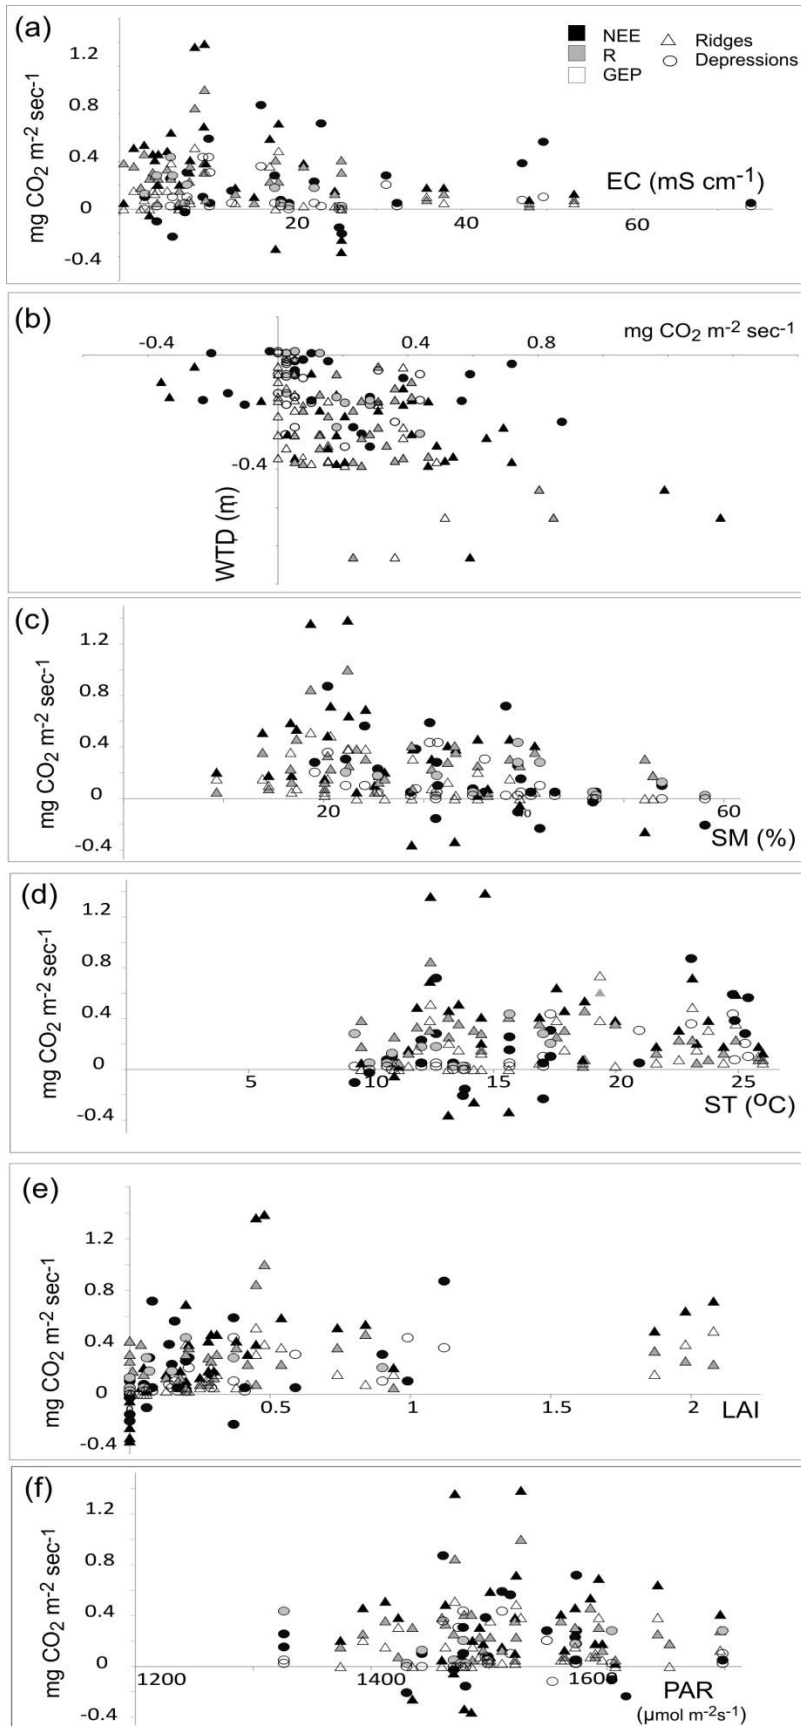 (a)
1.2
0.4
0
-0.4
mg CO2 m-2 sec-1
NEE
R
GEP
Ridges
Depressions
EC (mS cm-1)
20
40
60
(b)
-0.4
0.4
0.8
mg CO2 m-2 sec-1
-0.4
WTD (m)
(c)
1.2
0.8
0.4
0
-0.4
mg CO2 m-2 sec-1
20
60
SM (%)
(d)
1.2
0.8
0.4
0
-0.4
mg CO2 m-2 sec-1
5
10
15
20
25
ST (oC)
(e)
1.2
0.8
0.4
0
-0.4
mg CO2 m-2 sec-1
0.5
1
1.5
2
LAI
(f)
1.2
0.8
0.4
0
-0.4
mg CO2 m-2 sec-1
1200
1400
1600
PAR
(µmol m-2s-1)